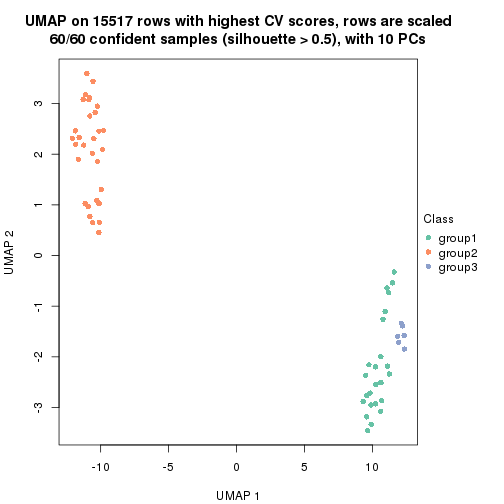 UMAP on 15517 rows with highest CV scores, rows are scaled
60/60 confident samples (silhouette > 0.5), with 10 PCs
3
2
1
0
-1
-2
-3
UMAP 2
-10 -5 0 5 10
UMAP 1
Class
group1
group2
group3